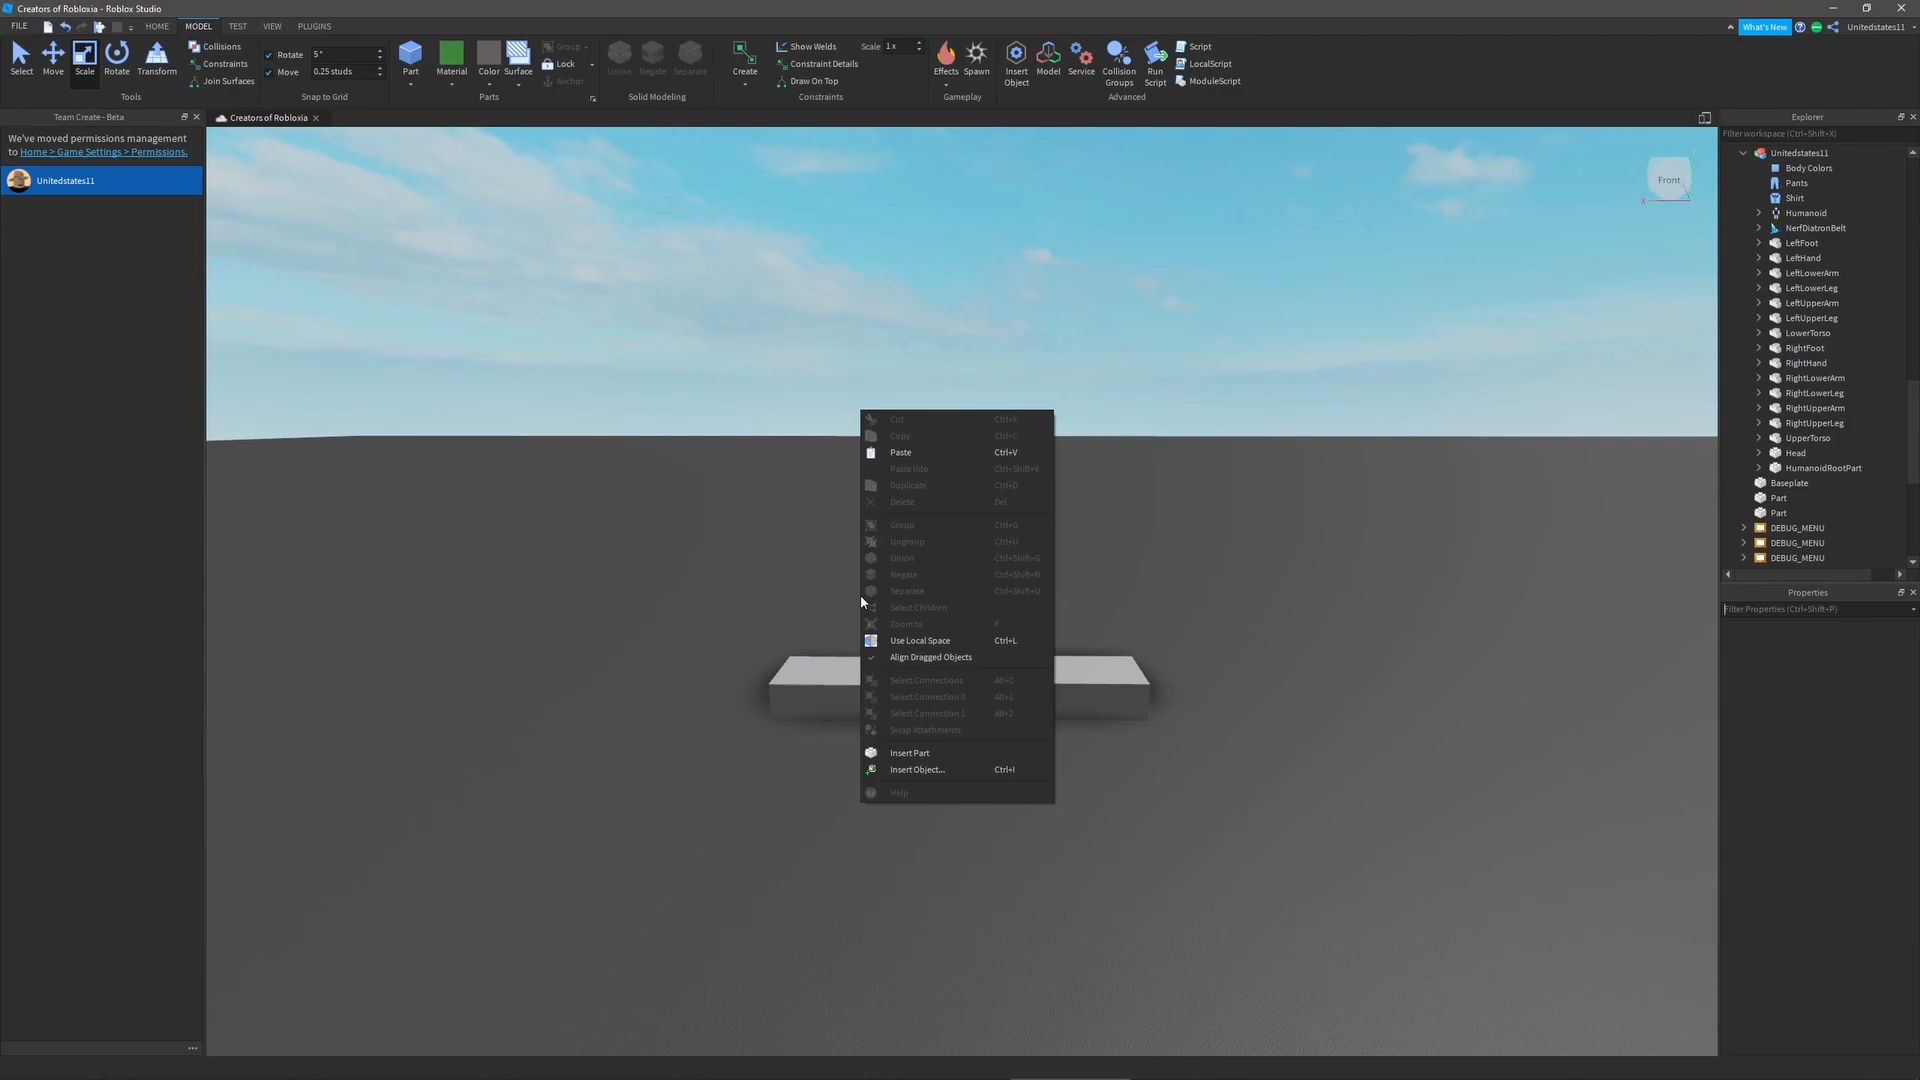 Creators of Robloxia - Roblox Studio
FILE
HOME
MODEL
TEST
VIEW
PLUGINS
What's New
Unitedstates11
Select
Move
Scale
Rotate
Transform
Tools
Collisions
Constraints
Join Surfaces
Rotate
5 °
Move
0.25 studs
Snap to Grid
Part
Material
Color
Surface
Parts
Group
Lock
Anchor
Union
Negate
Separate
Solid Modeling
Create
Show Welds
Constraint Details
Draw On Top
Scale
1 x
Constraints
Effects
Spawn
Gameplay
Insert
Object
Model
Service
Collision
Groups
Run
Script
Script
LocalScript
ModuleScript
Advanced
Team Create - Beta
We've moved permissions management
to Home > Game Settings > Permissions.
Unitedstates11
Creators of Robloxia
Front
X
Cut Ctrl+X
Copy Ctrl+C
Paste Ctrl+V
Paste Into Ctrl+Shift+V
Duplicate Ctrl+D
Delete Del
Group Ctrl+G
Ungroup Ctrl+U
Union Ctrl+Shift+G
Negate Ctrl+Shift+N
Separate Ctrl+Shift+U
Select Children
Zoom to F
Use Local Space Ctrl+L
Align Dragged Objects
Select Connections Alt+C
Select Connection 0 Alt+1
Select Connection 1 Alt+2
Swap Attachments
Insert Part
Insert Object... Ctrl+I
Help
Explorer
Filter workspace (Ctrl+Shift+X)
Unitedstates11
Body Colors
Pants
Shirt
Humanoid
NerfDiatronBelt
LeftFoot
LeftHand
LeftLowerArm
LeftLowerLeg
LeftUpperArm
LeftUpperLeg
LowerTorso
RightFoot
RightHand
RightLowerArm
RightLowerLeg
RightUpperArm
RightUpperLeg
UpperTorso
Head
HumanoidRootPart
Baseplate
Part
Part
DEBUG_MENU
DEBUG_MENU
DEBUG_MENU
Properties
Filter Properties (Ctrl+Shift+P)